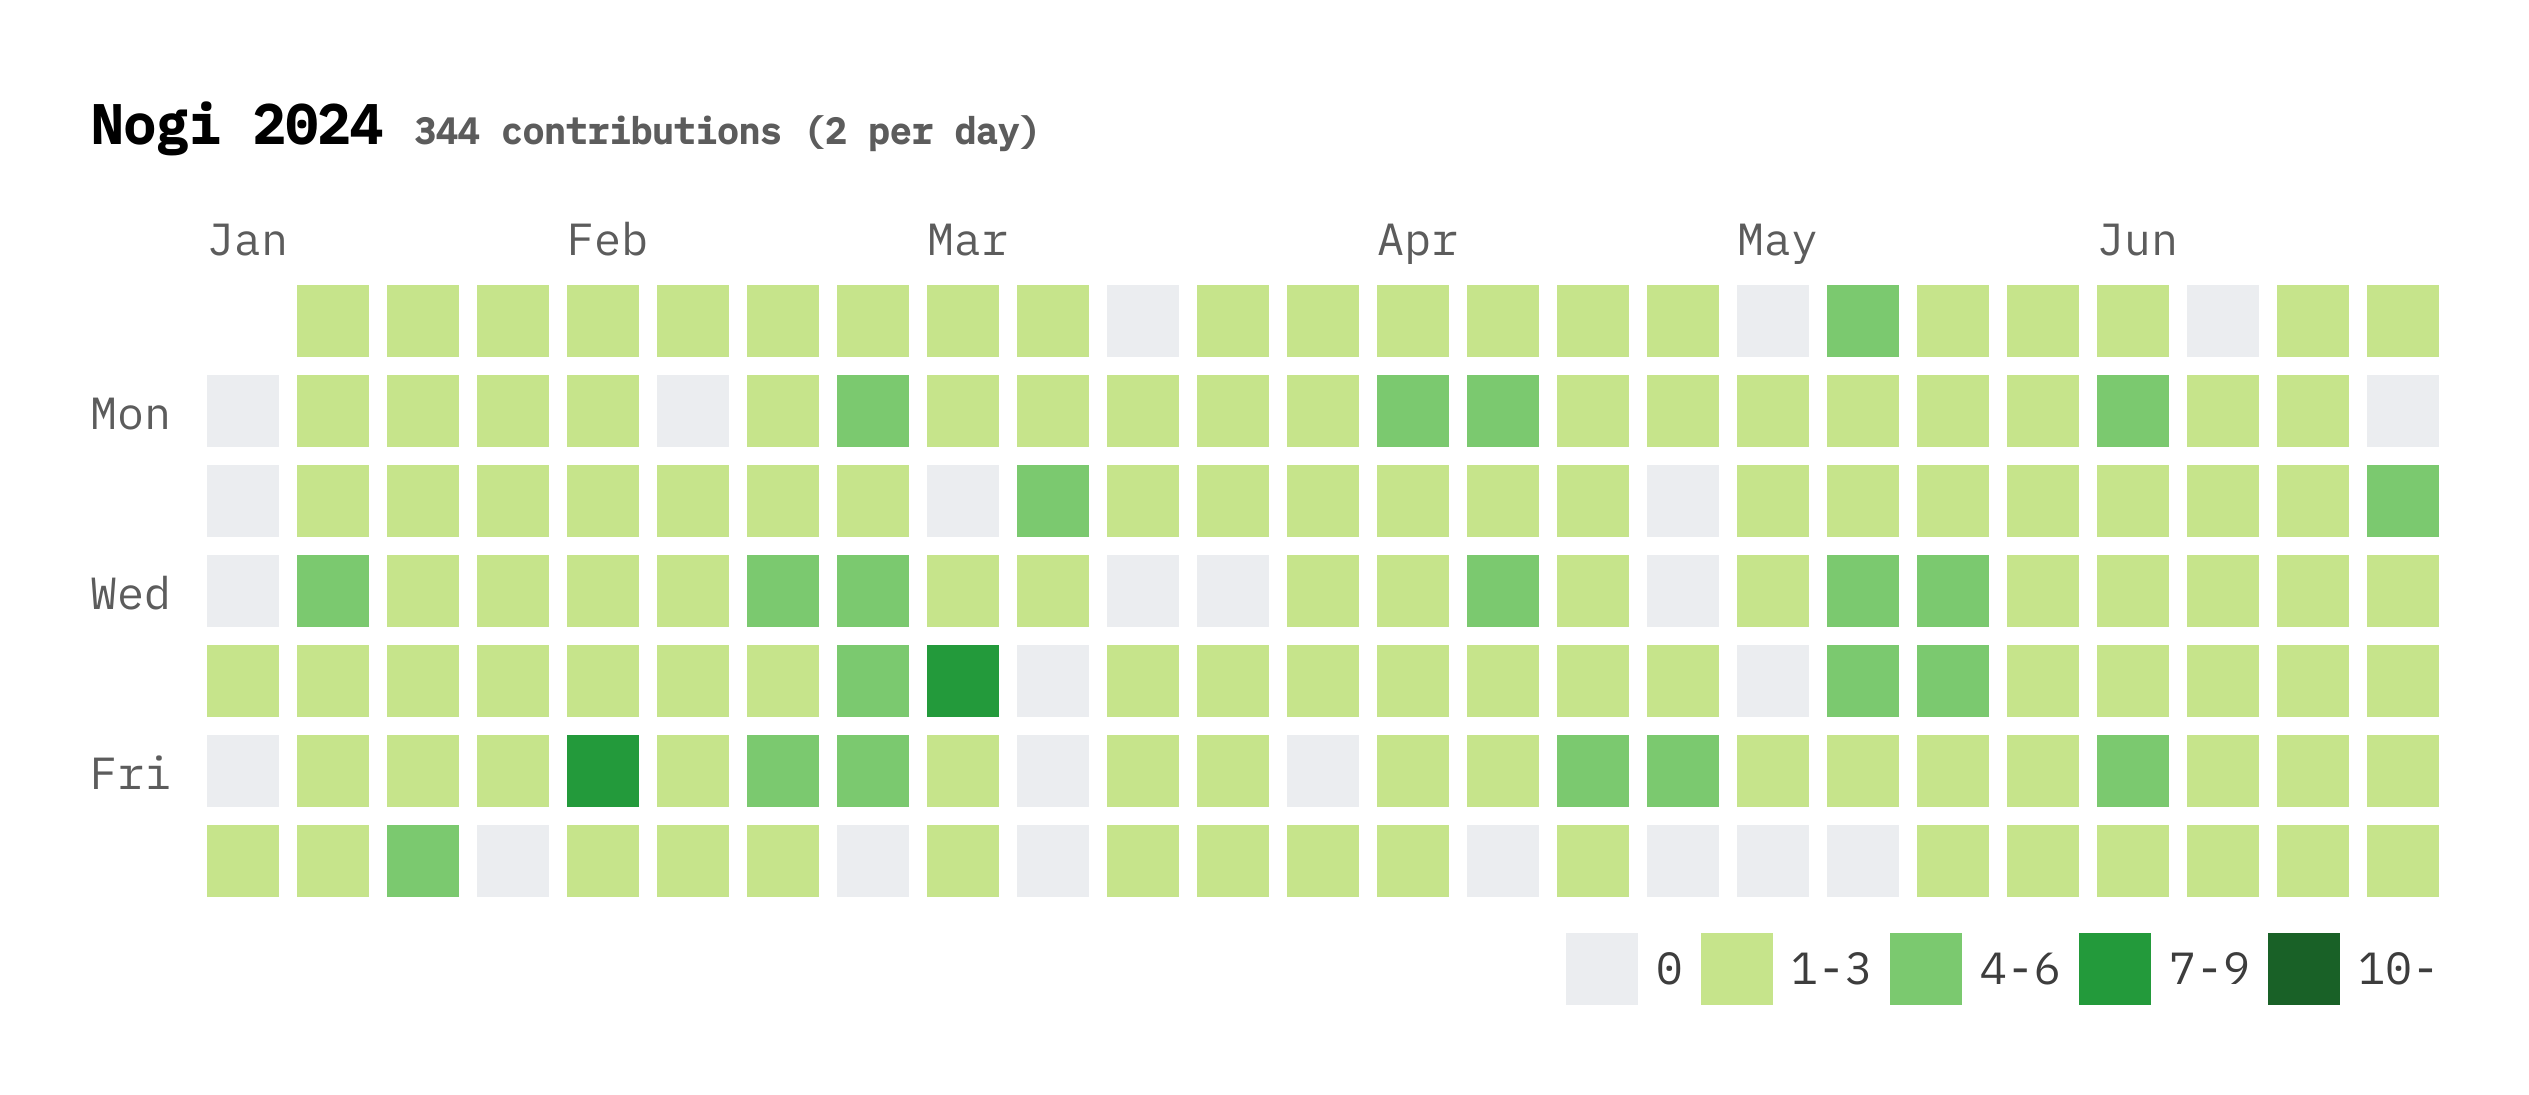 Nogi 2024 344 contributions (2 per day)
Jan Feb Mar Apr May Jun
Mon
Wed
Fri
0 1-3 4-6 7-9 10-